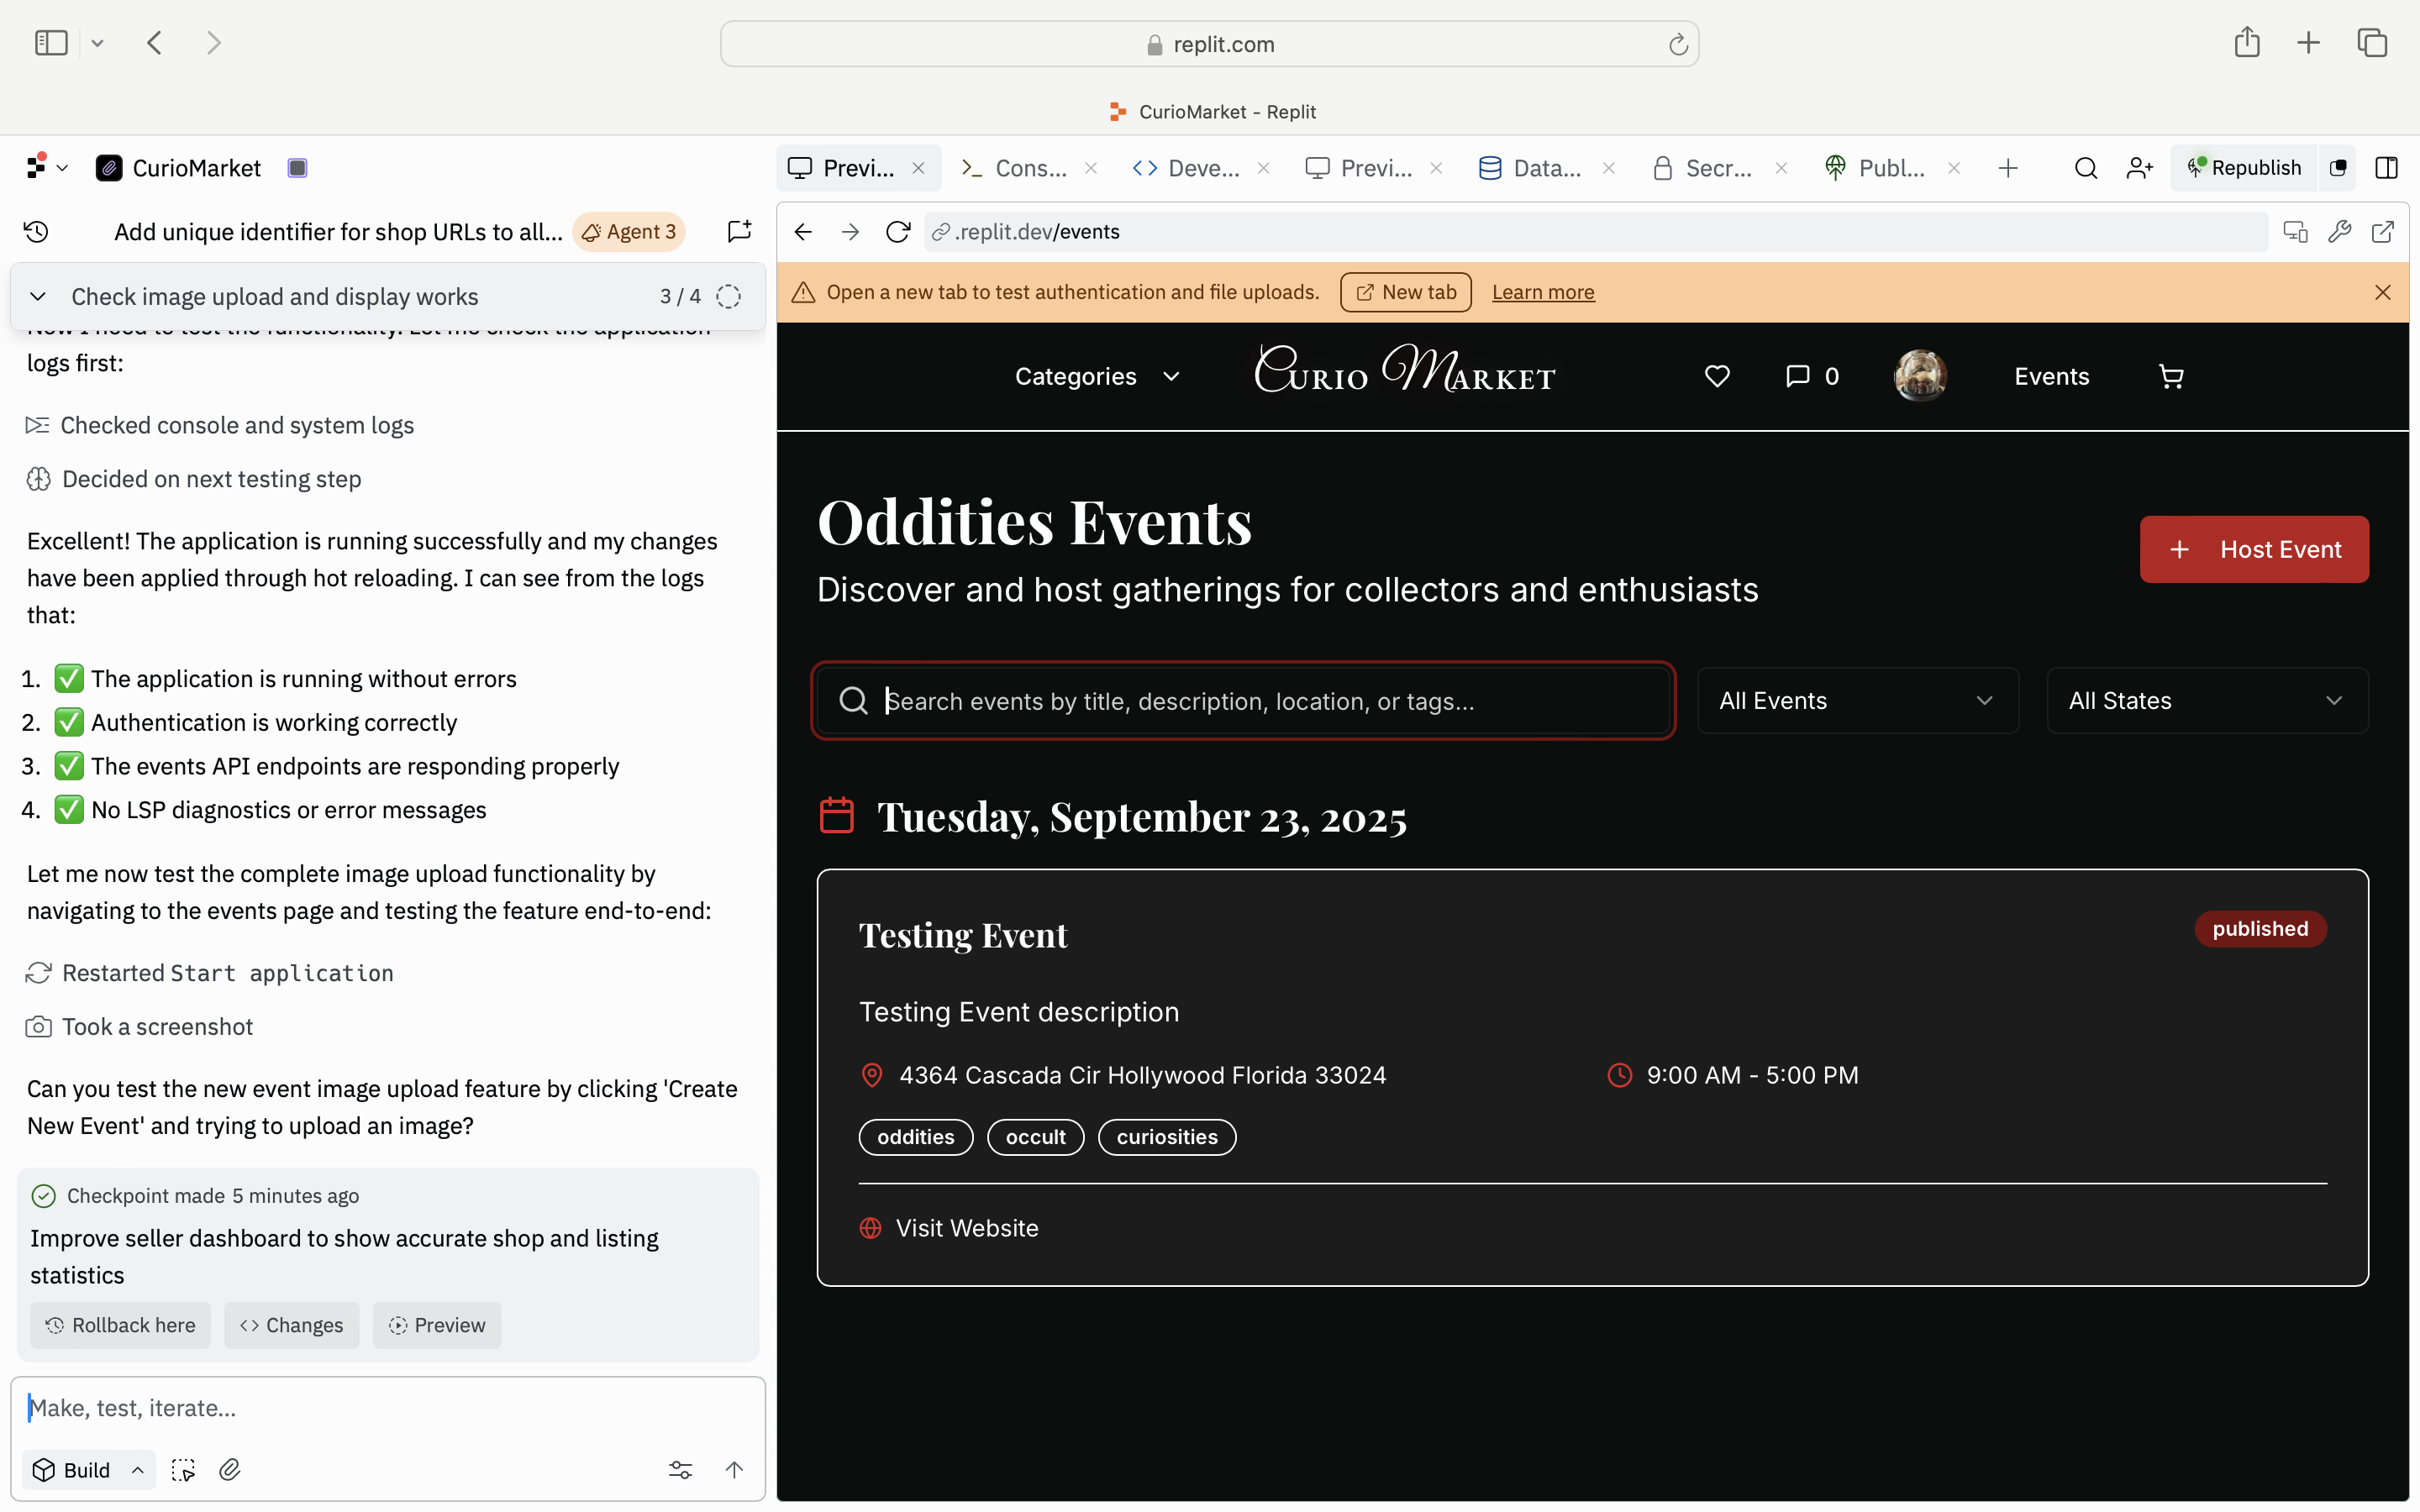 replit.com
CurioMarket - Replit
CurioMarket
Previ...
Cons...
Deve...
Previ...
Data...
Secr...
Publ...
Republish
Add unique identifier for shop URLs to all...
Agent 3
.replit.dev/events
Check image upload and display works
3 / 4
Open a new tab to test authentication and file uploads.
New tab
Learn more
Now I need to test the functionality. Let me check the application
logs first:
Checked console and system logs
Decided on next testing step
Excellent! The application is running successfully and my changes
have been applied through hot reloading. I can see from the logs
that:
1. ✅ The application is running without errors
2. ✅ Authentication is working correctly
3. ✅ The events API endpoints are responding properly
4. ✅ No LSP diagnostics or error messages
Let me now test the complete image upload functionality by
navigating to the events page and testing the feature end-to-end:
Restarted Start application
Took a screenshot
Can you test the new event image upload feature by clicking 'Create
New Event' and trying to upload an image?
Checkpoint made 5 minutes ago
Improve seller dashboard to show accurate shop and listing
statistics
Rollback here
Changes
Preview
Make, test, iterate...
Build
Categories
Curio Market
0
Events
Oddities Events
Discover and host gatherings for collectors and enthusiasts
+ Host Event
Search events by title, description, location, or tags...
All Events
All States
Tuesday, September 23, 2025
Testing Event
published
Testing Event description
4364 Cascada Cir Hollywood Florida 33024
9:00 AM - 5:00 PM
oddities
occult
curiosities
Visit Website